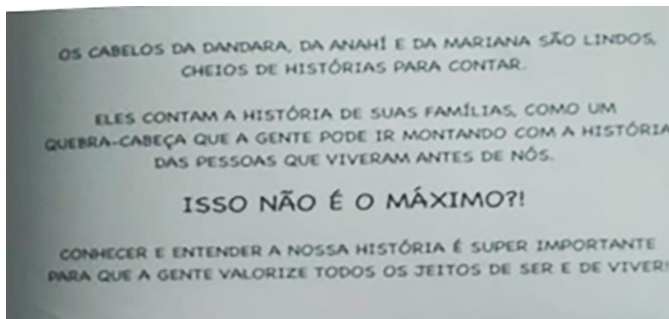 OS CABELOS DA DANDARA, DA ANAHÍ E DA MARIANA SÃO LINDOS,
CHEIOS DE HISTÓRIAS PARA CONTAR.
ELES CONTAM A HISTÓRIA DE SUAS FAMÍLIAS, COMO UM
QUEBRA-CABEÇA QUE A GENTE PODE IR MONTANDO COM A HISTÓRIA
DAS PESSOAS QUE VIVERAM ANTES DE NÓS.
ISSO NÃO É O MÁXIMO?!
CONHECER E ENTENDER A NOSSA HISTÓRIA É SUPER IMPORTANTE
PARA QUE A GENTE VALORIZE TODOS OS JEITOS DE SER E DE VIVER!